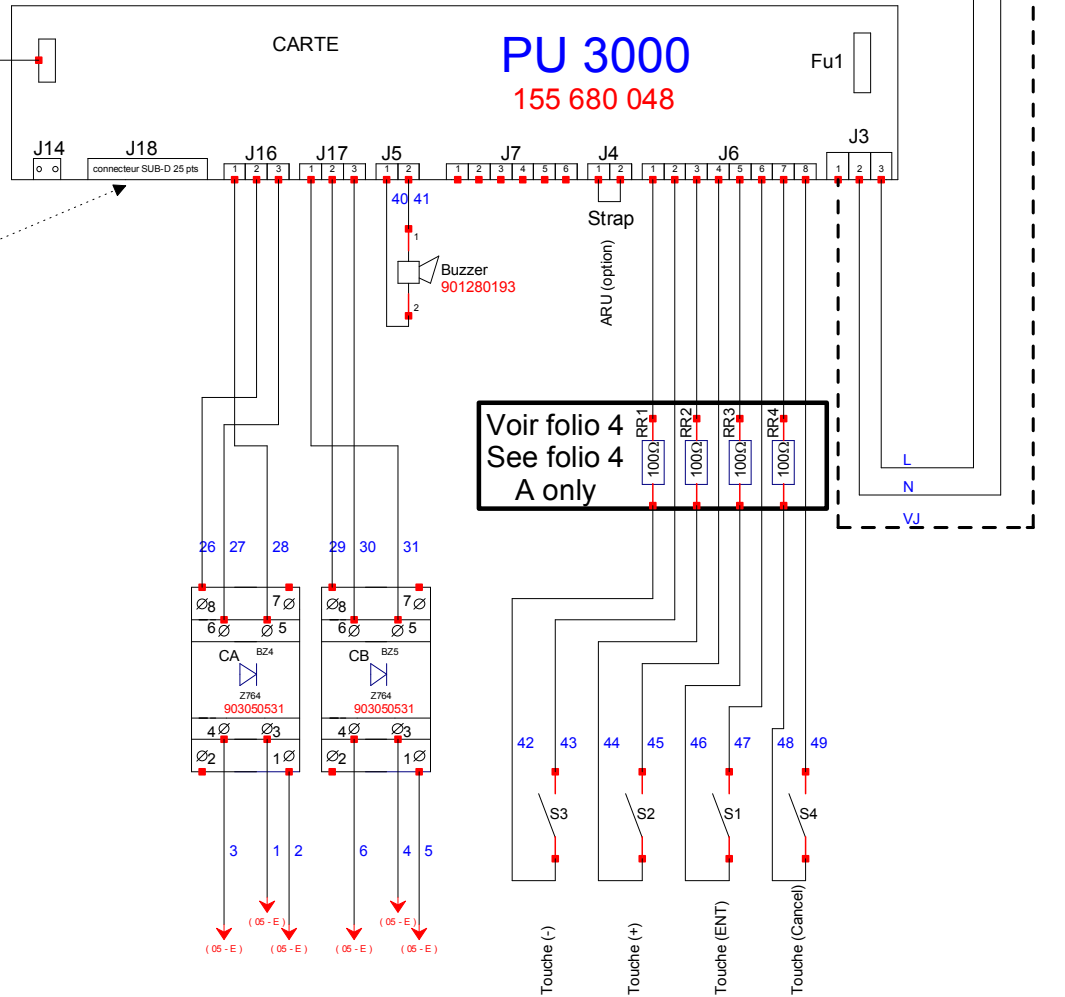 CARTE
PU 3000
155 680 048
Fu1
J14
J18
J16
J17
J5
J7
J4
J6
J3
connecteur SUB-D 25 pts
1 2 3
1 2 3
1 2
1 2 3 4 5 6
1 2
1 2 3 4 5 6 7 8
1 2 3
40 41
1
Buzzer
901280193
2
Strap
ARU (option)
Voir folio 4
See folio 4
A only
RR1
RR2
RR3
RR4
100Ω
100Ω
100Ω
100Ω
L
N
VJ
26 27 28 29 30 31
8 7
6 5
CA BZ4
Z764
903050531
4 3
2 1
8 7
6 5
CB BZ5
Z764
903050531
4 3
2 1
42 43 44 45 46 47 48 49
S3
S2
S1
S4
3 1 2 6 4 5
( 05 - E )
( 05 - E )
( 05 - E )
( 05 - E )
( 05 - E )
( 05 - E )
Touche (-)
Touche (+)
Touche (ENT)
Touche (Cancel)